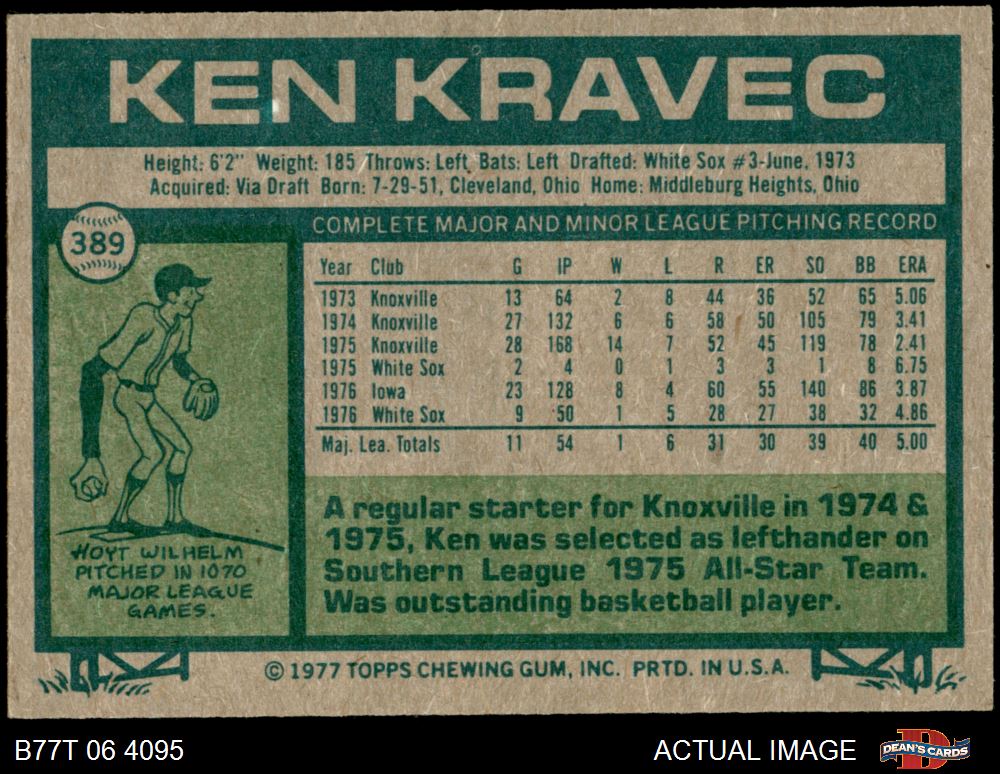 KEN KRAVEC
Height: 6'2" Weight: 185 Throws: Left Bats: Left Drafted: White Sox #3-June, 1973
Acquired: Via Draft Born: 7-29-51, Cleveland, Ohio Home: Middleburg Heights, Ohio
389
COMPLETE MAJOR AND MINOR LEAGUE PITCHING RECORD
Year Club G IP W L R ER SO BB ERA
1973 Knoxville 13 64 2 8 44 36 52 65 5.06
1974 Knoxville 27 132 6 6 58 50 105 79 3.41
1975 Knoxville 28 168 14 7 52 45 119 78 2.41
1975 White Sox 2 4 0 1 3 3 1 8 6.75
1976 Iowa 23 128 8 4 60 55 140 86 3.87
1976 White Sox 9 50 1 5 28 27 38 32 4.86
Maj. Lea. Totals 11 54 1 6 31 30 39 40 5.00
HOYT WILHELM
PITCHED IN 1070
MAJOR LEAGUE
GAMES.
A regular starter for Knoxville in 1974 &
1975, Ken was selected as lefthander on
Southern League 1975 All-Star Team.
Was outstanding basketball player.
© 1977 TOPPS CHEWING GUM, INC. PRTD. IN U.S.A.
B77T 06 4095
ACTUAL IMAGE
DEAN'S CARDS